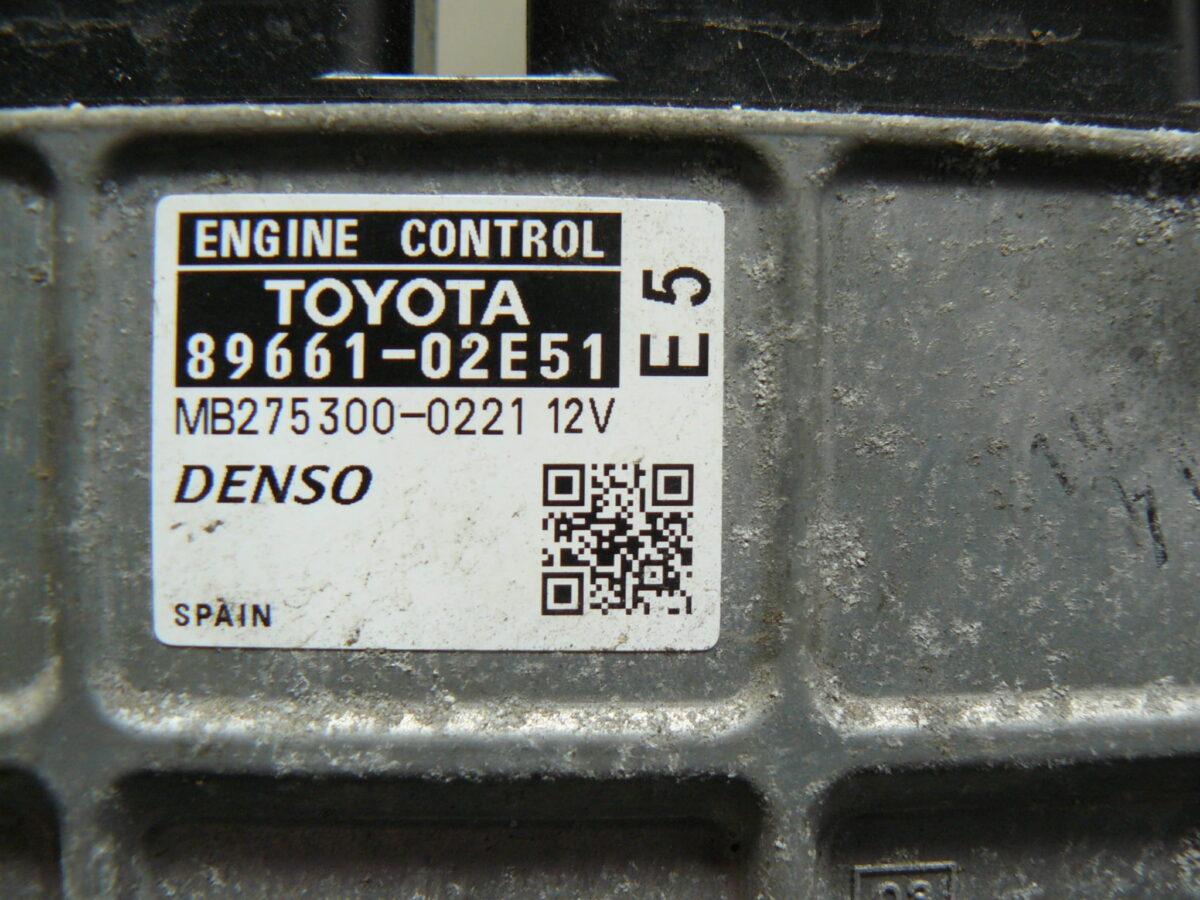 ENGINE CONTROL
TOYOTA
89661-02E51
E5
MB275300-0221 12V
DENSO
SPAIN